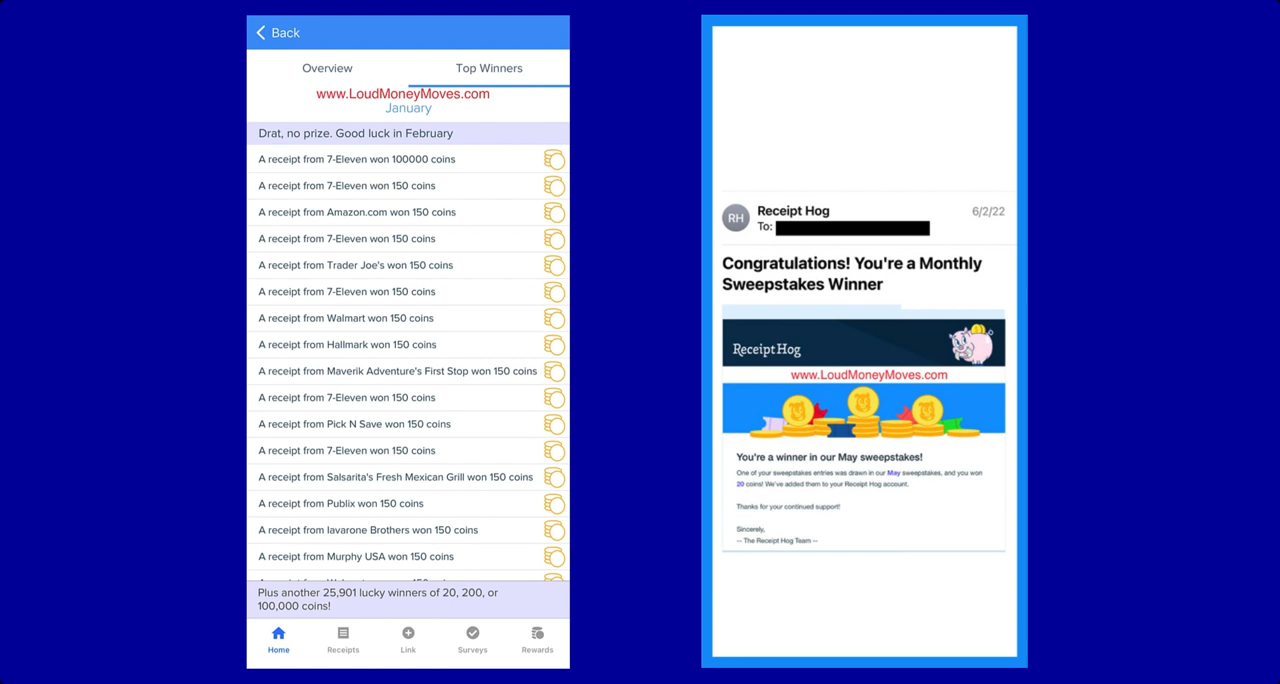 Back
Overview
Top Winners
www.LoudMoneyMoves.com
January
Drat, no prize. Good luck in February
A receipt from 7-Eleven won 100000 coins
A receipt from 7-Eleven won 150 coins
A receipt from Amazon.com won 150 coins
A receipt from 7-Eleven won 150 coins
A receipt from Trader Joe's won 150 coins
A receipt from 7-Eleven won 150 coins
A receipt from Walmart won 150 coins
A receipt from Hallmark won 150 coins
A receipt from Maverik Adventure's First Stop won 150 coins
A receipt from 7-Eleven won 150 coins
A receipt from Pick N Save won 150 coins
A receipt from 7-Eleven won 150 coins
A receipt from Salsarita's Fresh Mexican Grill won 150 coins
A receipt from Publix won 150 coins
A receipt from Iavarone Brothers won 150 coins
A receipt from Murphy USA won 150 coins
Plus another 25,901 lucky winners of 20, 200, or
100,000 coins!
Home
Receipts
Link
Surveys
Rewards
RH
Receipt Hog
6/2/22
To:
Congratulations! You're a Monthly
Sweepstakes Winner
Receipt Hog
www.LoudMoneyMoves.com
You're a winner in our May sweepstakes!
One of your sweepstakes entries was drawn in our May sweepstakes, and you won
20 coins! We've added them to your Receipt Hog account.
Thanks for your continued support!
Sincerely,
-- The Receipt Hog Team --